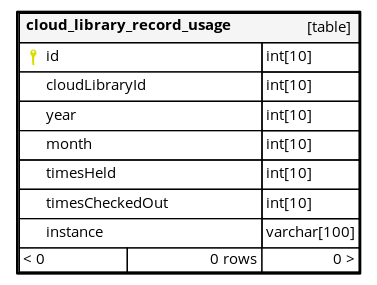 cloud_library_record_usage [table]
id int[10]
cloudLibraryId int[10]
year int[10]
month int[10]
timesHeld int[10]
timesCheckedOut int[10]
instance varchar[100]
< 0 0 rows 0 >